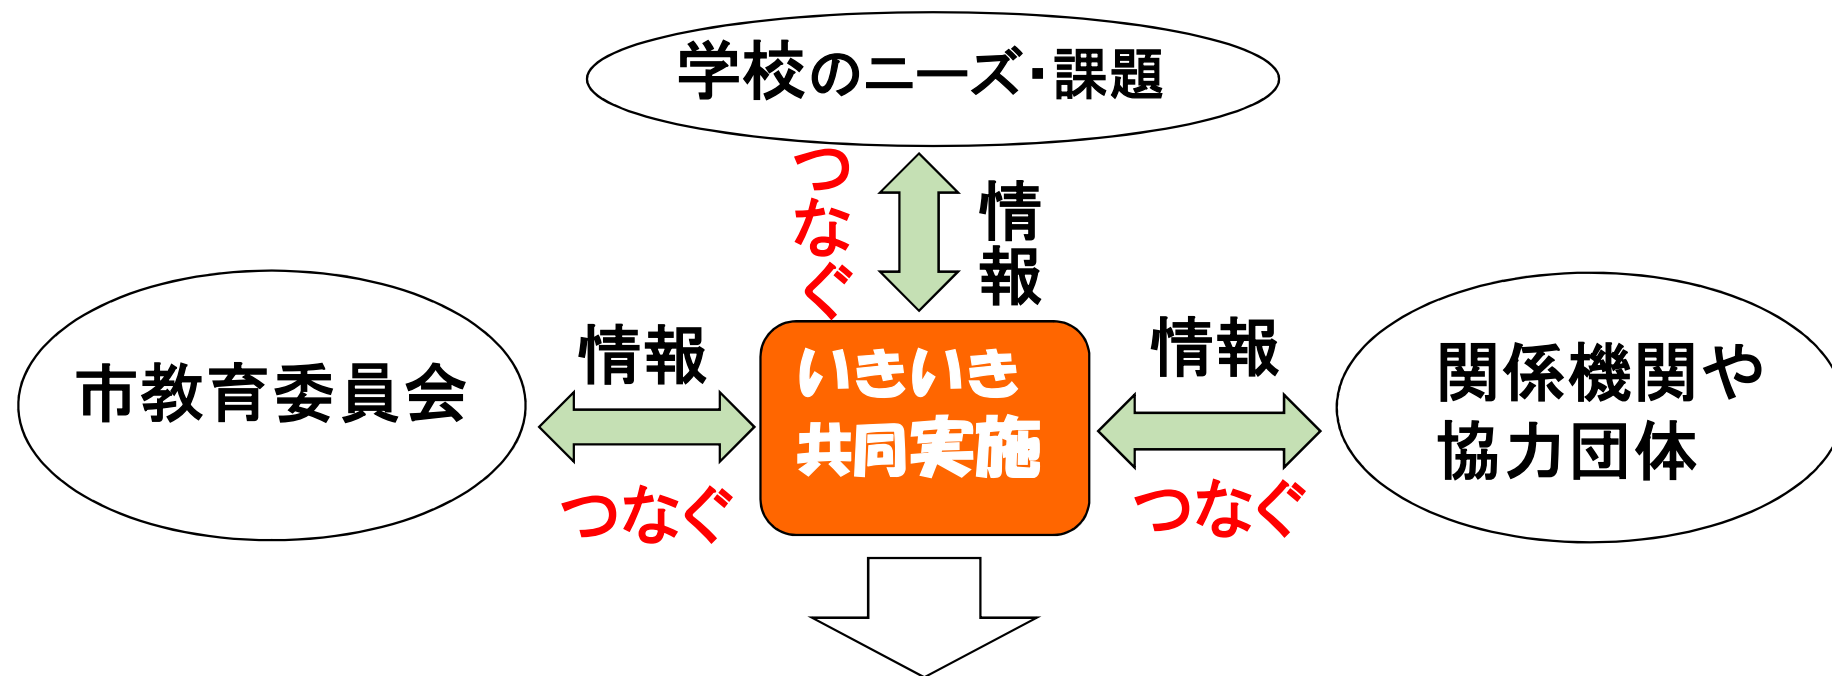 学校のニーズ・課題
つなぐ
情報
市教育委員会
情報
つなぐ
いきいき
共同実施
情報
つなぐ
関係機関や
協力団体